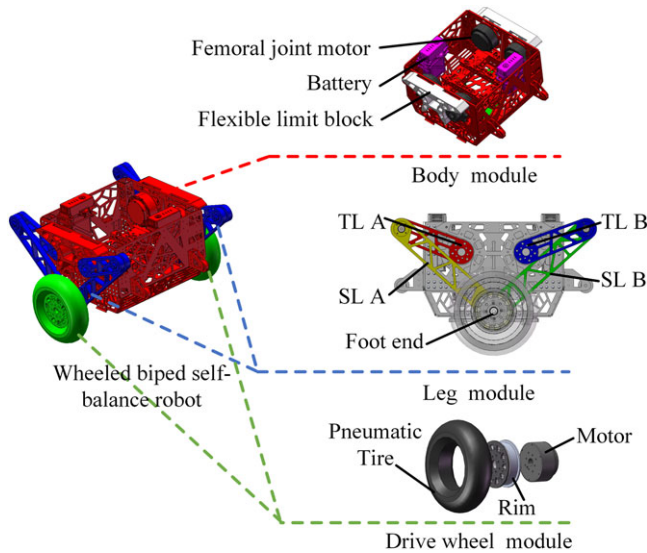 Femoral joint motor
Battery
Flexible limit block
Body module
TL A
TL B
SL A
SL B
Foot end
Wheeled biped self-
balance robot
Leg module
Pneumatic
Tire
Motor
Rim
Drive wheel module